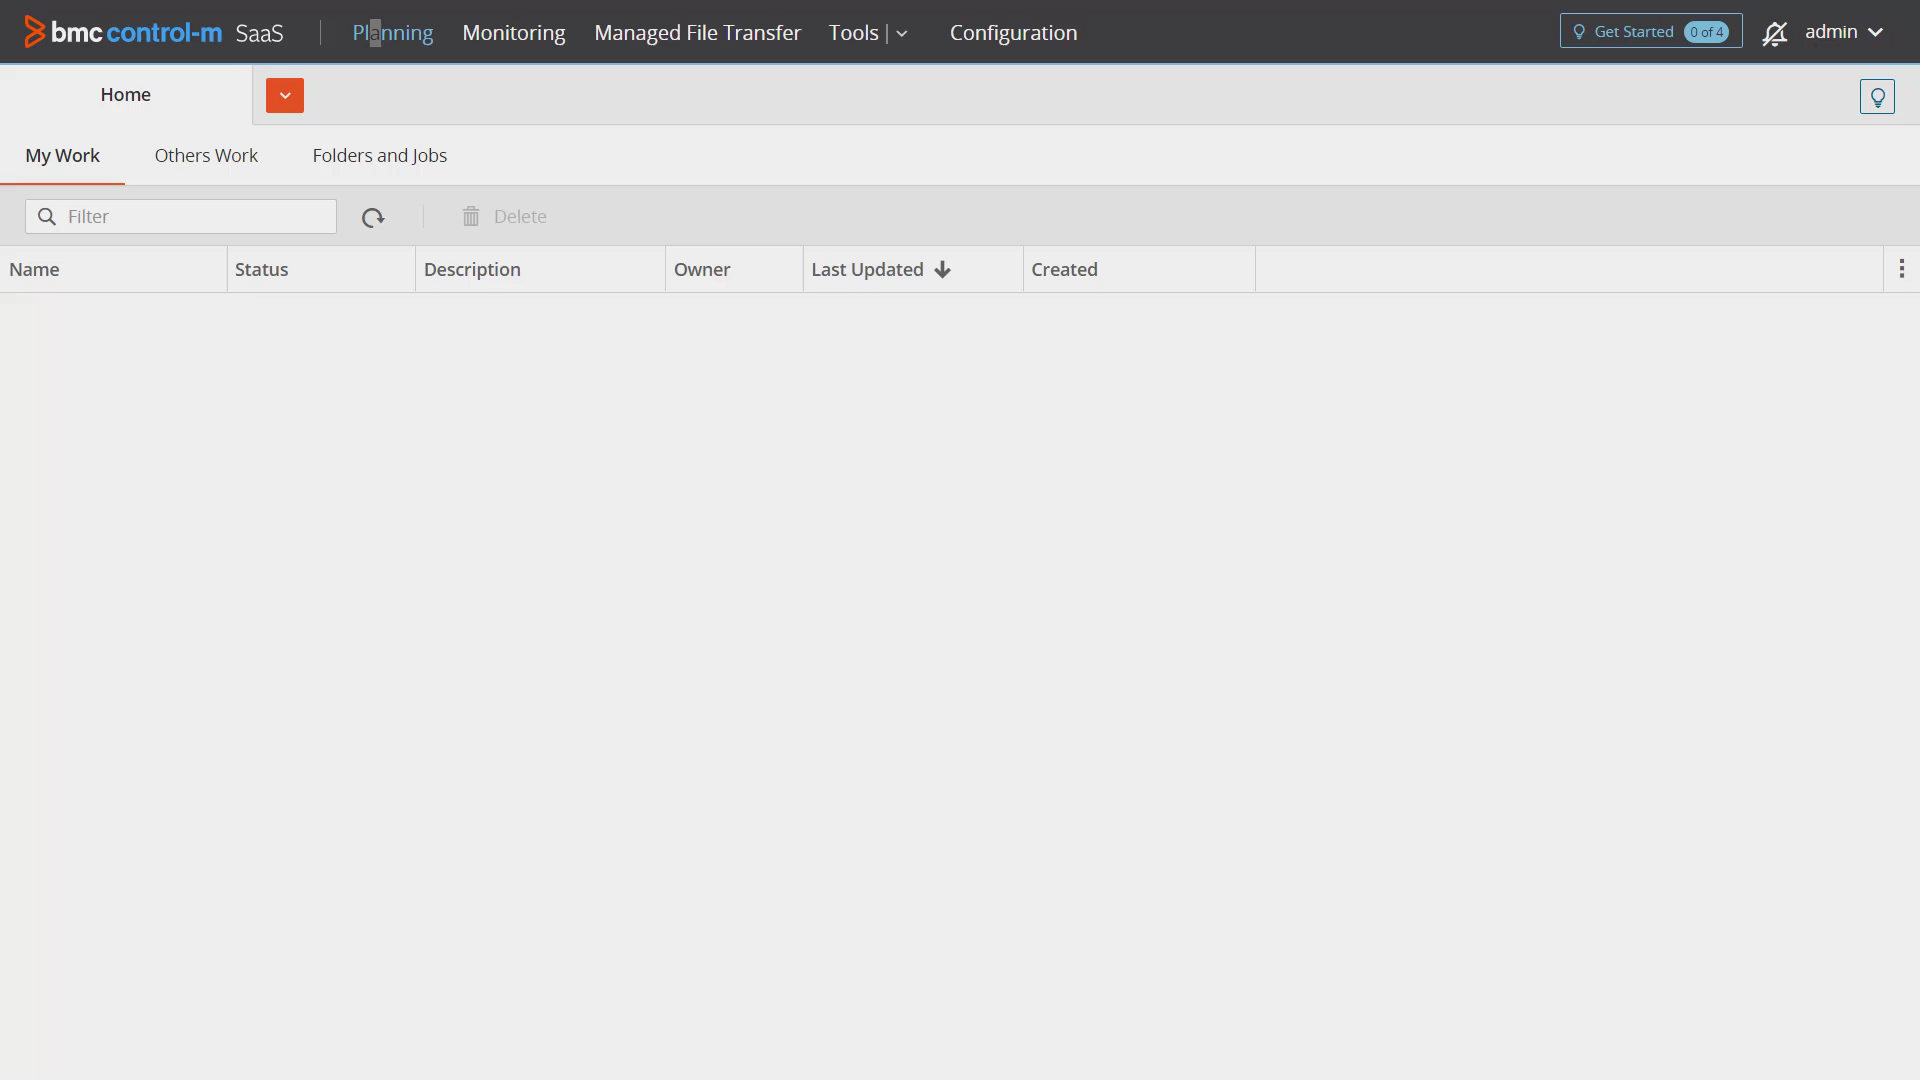 bmc control-m SaaS Planning Monitoring Managed File Transfer Tools Configuration Get Started 0 of 4 admin
Home
My Work Others Work Folders and Jobs
Filter Delete
Name Status Description Owner Last Updated Created